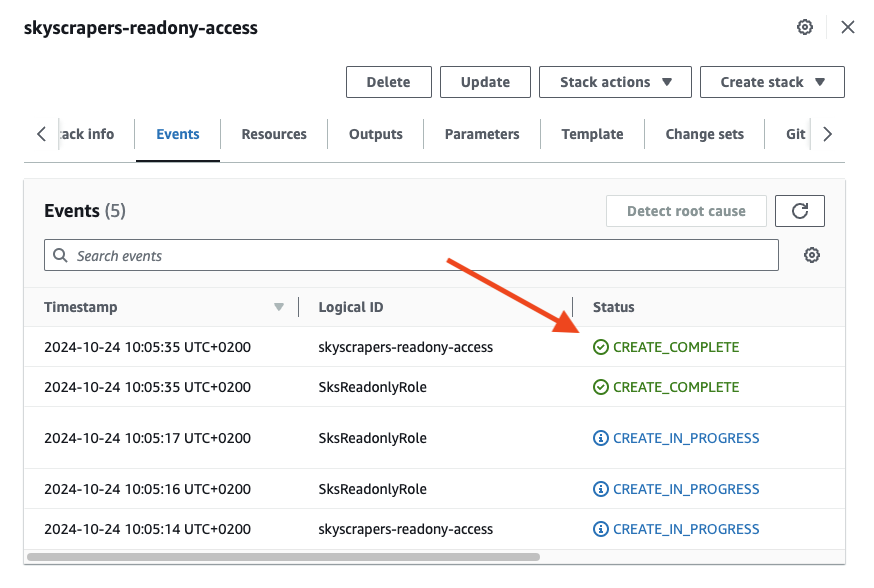 skyscrapers-readony-access
Delete Update Stack actions Create stack
tack info Events Resources Outputs Parameters Template Change sets Git
Events (5) Detect root cause
Search events
Timestamp Logical ID Status
2024-10-24 10:05:35 UTC+0200 skyscrapers-readony-access CREATE_COMPLETE
2024-10-24 10:05:35 UTC+0200 SksReadonlyRole CREATE_COMPLETE
2024-10-24 10:05:17 UTC+0200 SksReadonlyRole CREATE_IN_PROGRESS
2024-10-24 10:05:16 UTC+0200 SksReadonlyRole CREATE_IN_PROGRESS
2024-10-24 10:05:14 UTC+0200 skyscrapers-readony-access CREATE_IN_PROGRESS